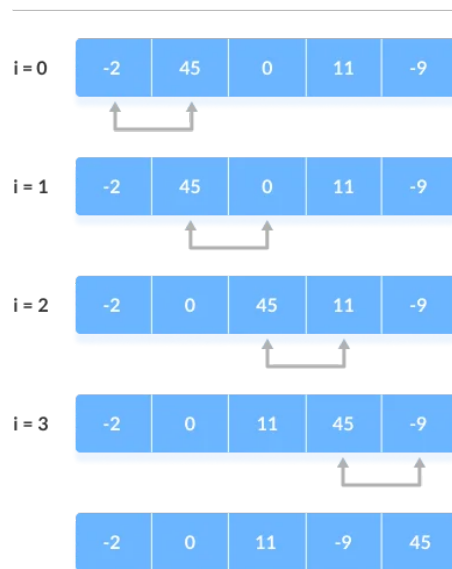 i = 0 -2 45 0 11 -9
i = 1 -2 45 0 11 -9
i = 2 -2 0 45 11 -9
i = 3 -2 0 11 45 -9
-2 0 11 -9 45